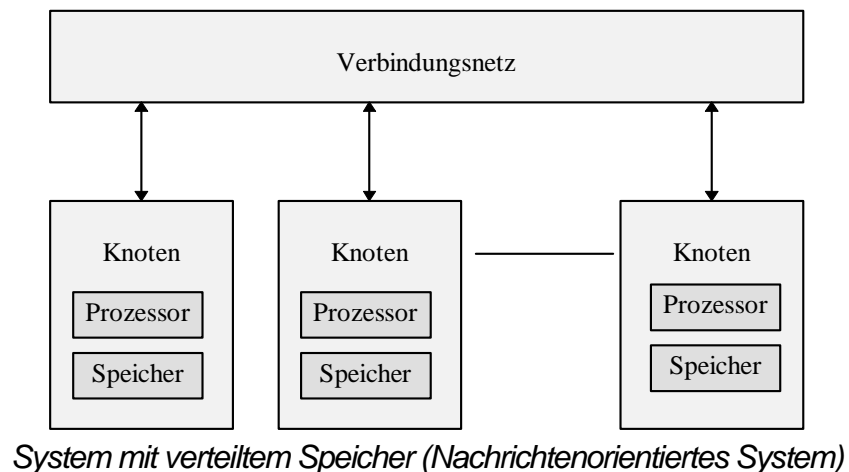 Verbindungsnetz
Knoten Knoten Knoten
Prozessor Prozessor Prozessor
Speicher Speicher Speicher
System mit verteiltem Speicher (Nachrichtenorientiertes System)